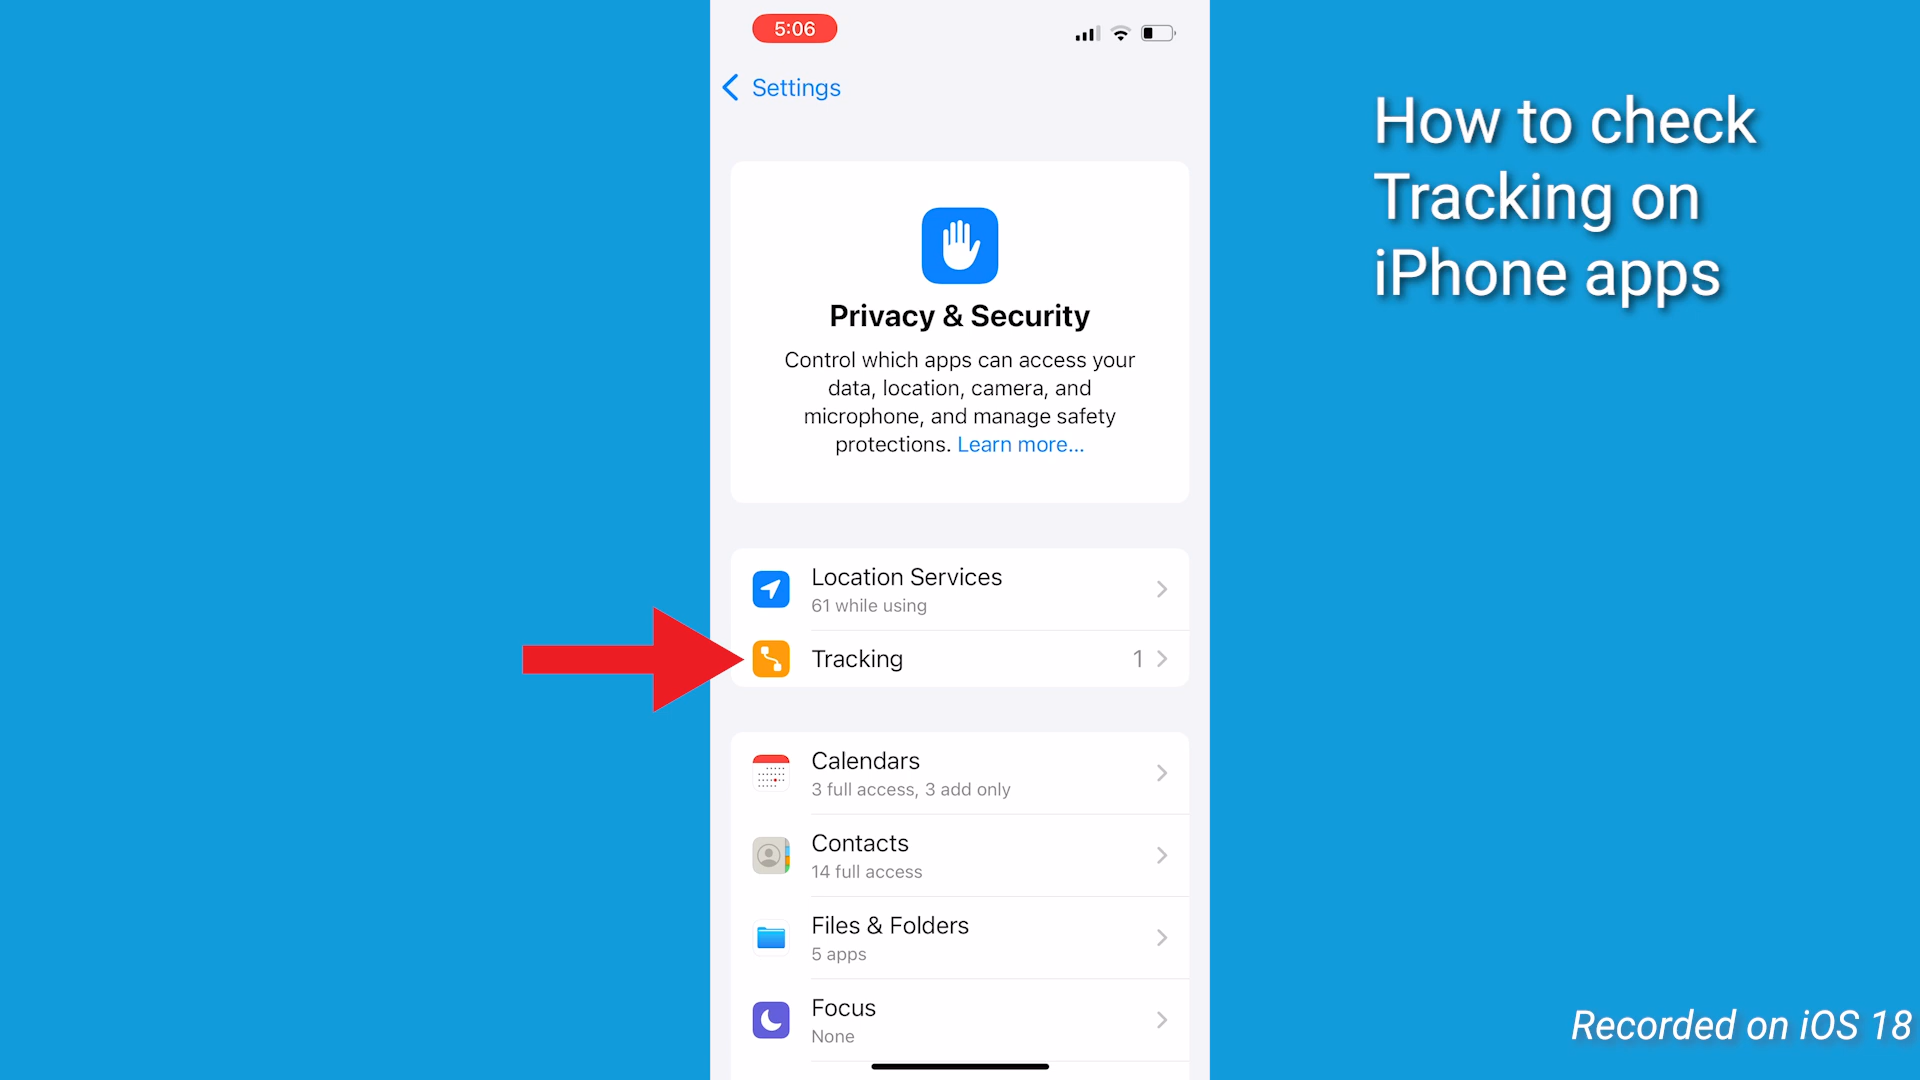 5:06
Settings
Privacy & Security
Control which apps can access your
data, location, camera, and
microphone, and manage safety
protections. Learn more...
Location Services
61 while using
Tracking
1
Calendars
3 full access, 3 add only
Contacts
14 full access
Files & Folders
5 apps
Focus
None
How to check
Tracking on
iPhone apps
Recorded on iOS 18